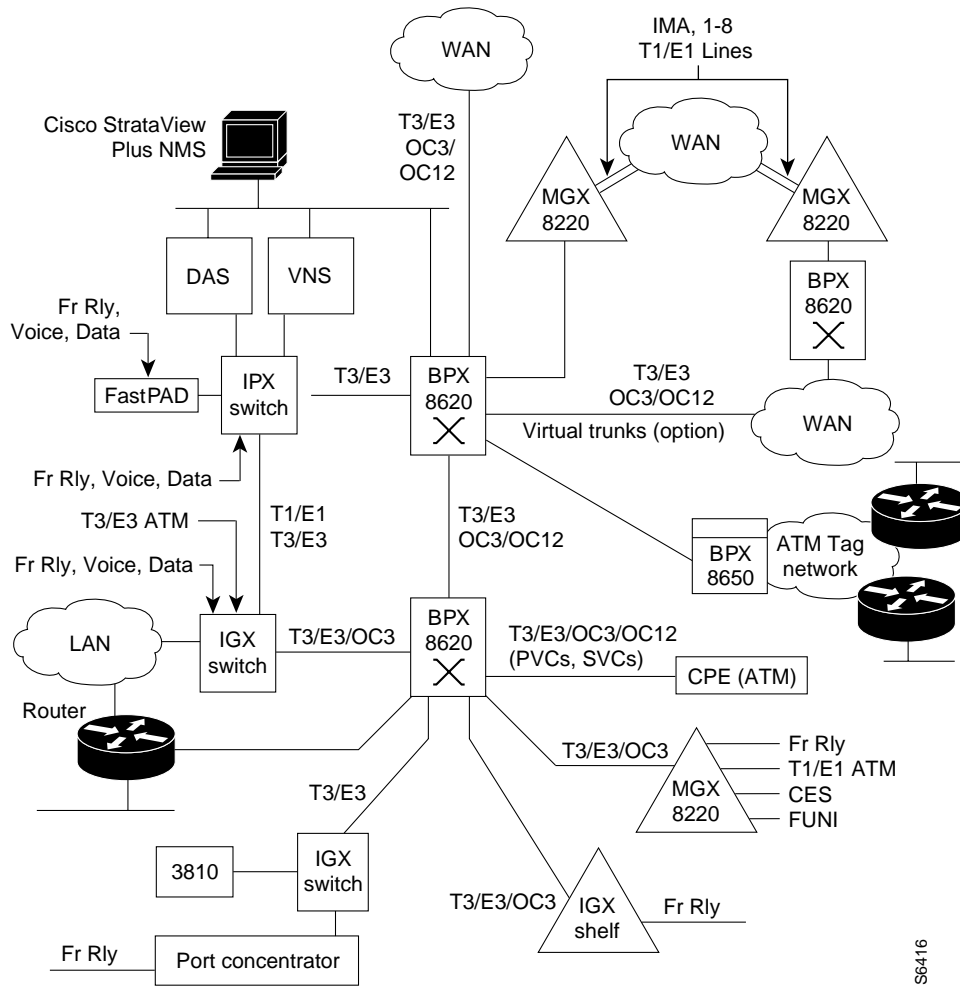 IMA, 1-8
T1/E1 Lines
WAN
Cisco StrataView
Plus NMS
T3/E3
OC3/
OC12
WAN
MGX
8220
MGX
8220
DAS
VNS
BPX
8620
Fr Rly,
Voice, Data
FastPAD
IPX
switch
T3/E3
BPX
8620
T3/E3
OC3/OC12
Virtual trunks (option)
WAN
Fr Rly, Voice, Data
T3/E3 ATM
Fr Rly, Voice, Data
T1/E1
T3/E3
T3/E3
OC3/OC12
BPX
8650
ATM Tag
network
LAN
IGX
switch
T3/E3/OC3
BPX
8620
T3/E3/OC3/OC12
(PVCs, SVCs)
CPE (ATM)
Router
T3/E3/OC3
MGX
8220
Fr Rly
T1/E1 ATM
CES
FUNI
T3/E3
3810
IGX
switch
T3/E3/OC3
IGX
shelf
Fr Rly
Fr Rly
Port concentrator
S6416